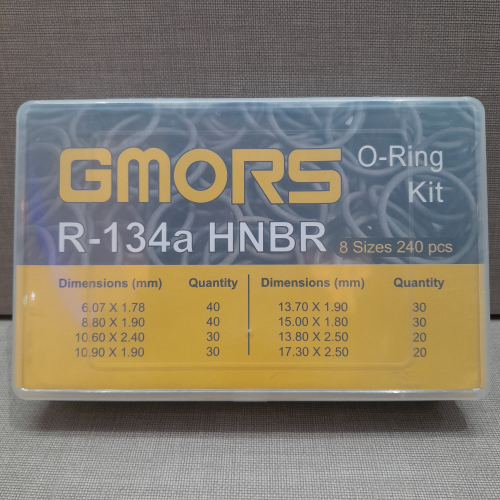 GMORS
O-Ring
Kit
R-134a HNBR
8 Sizes 240 pcs
Dimensions (mm) Quantity Dimensions (mm) Quantity
6.07 X 1.78 40 13.70 X 1.90 30
8.80 X 1.90 40 15.00 X 1.80 30
10.60 X 2.40 30 13.80 X 2.50 20
10.90 X 1.90 30 17.30 X 2.50 20